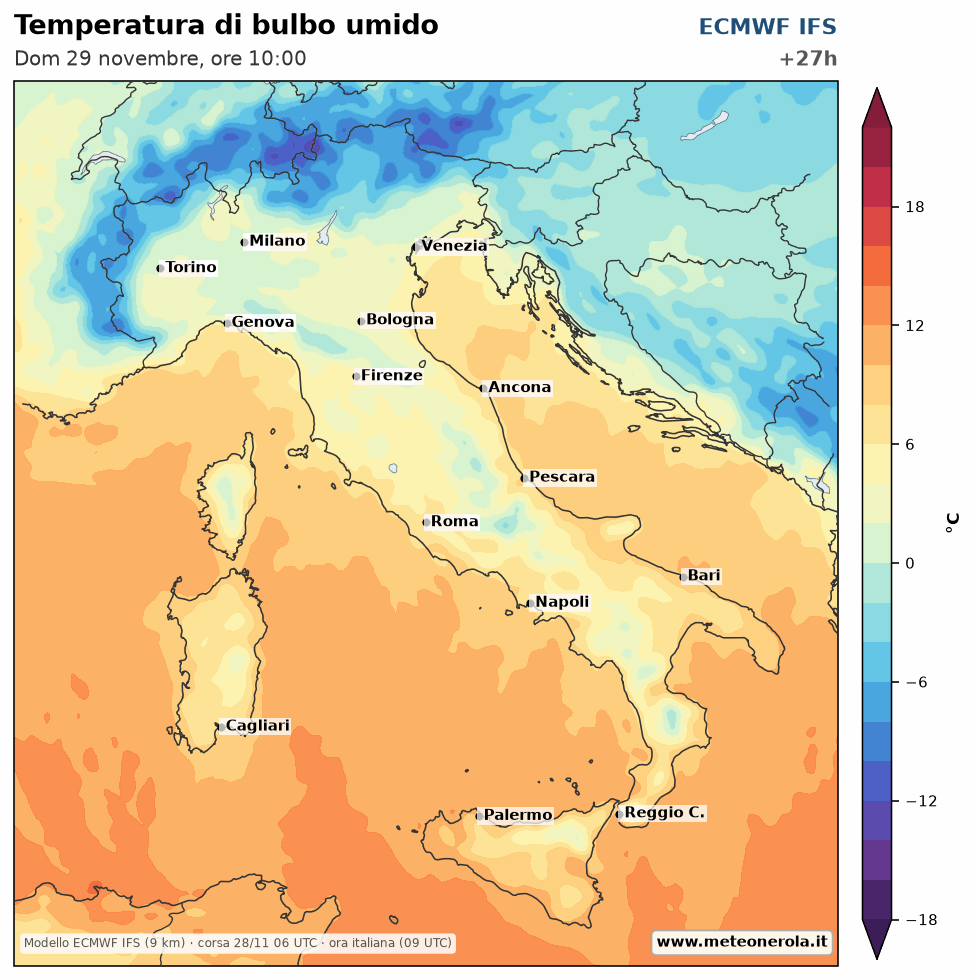 Temperatura di bulbo umido
ECMWF IFS
Dom 29 novembre, ore 10:00
+27h
Milano
Venezia
Torino
Genova
Bologna
Firenze
Ancona
Pescara
Roma
Bari
Napoli
Cagliari
Palermo
Reggio C.
18
12
6
0
−6
−12
−18
°C
Modello ECMWF IFS (9 km) · corsa 28/11 06 UTC · ora italiana (09 UTC)
www.meteonerola.it